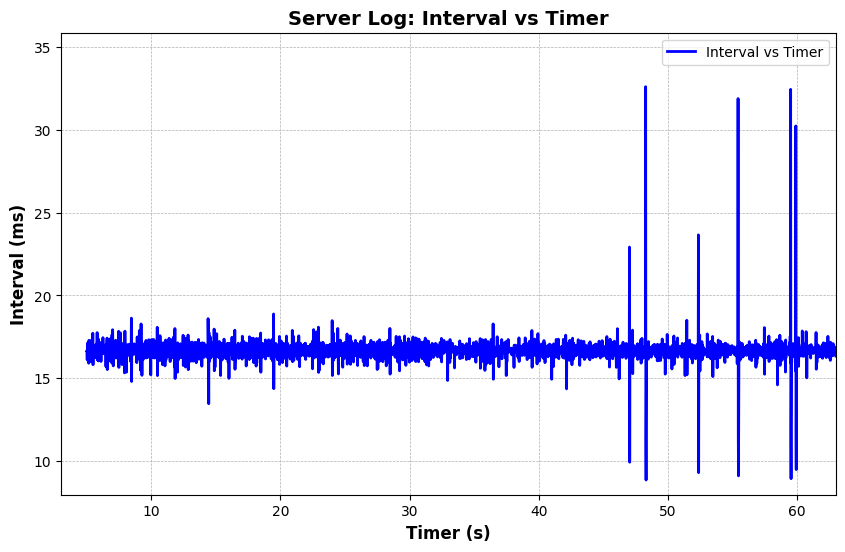 Server Log: Interval vs Timer
Interval vs Timer
Interval (ms)
35
30
25
20
15
10
10 20 30 40 50 60
Timer (s)